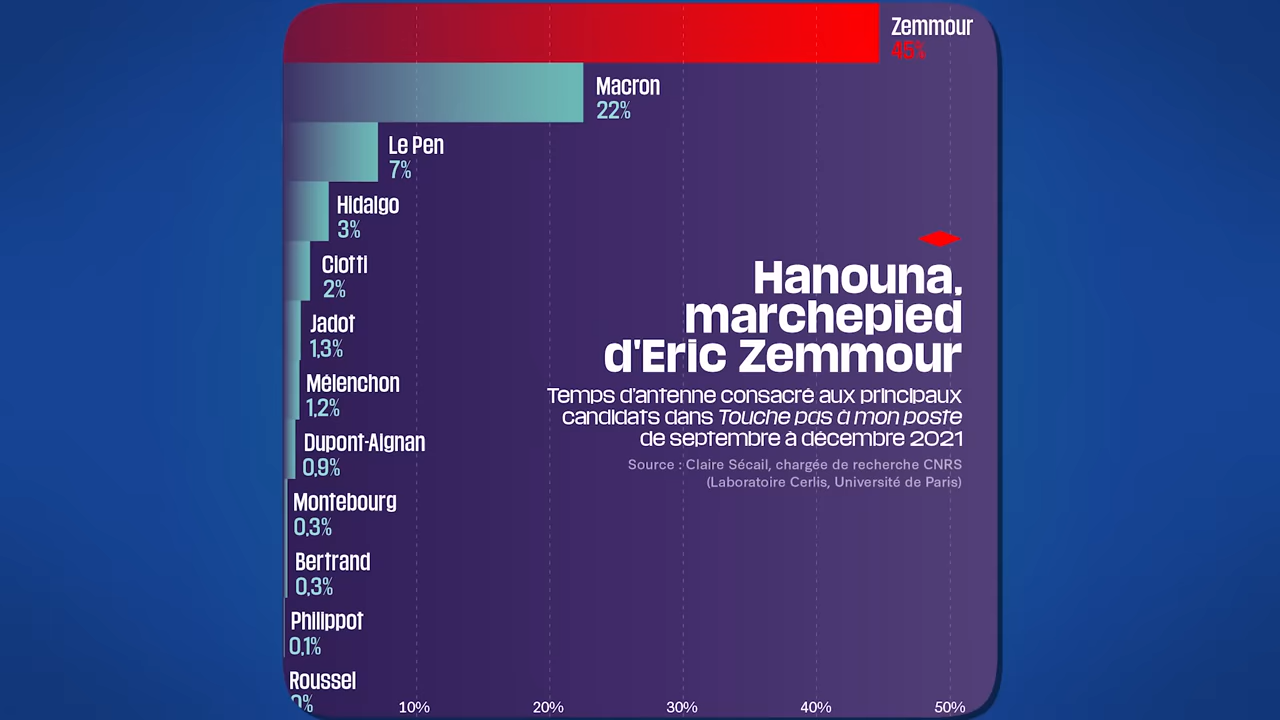 Zemmour
45%
Macron
22%
Le Pen
7%
Hidalgo
3%
Ciotti
2%
Jadot
1,3%
Mélenchon
1,2%
Dupont-Aignan
0,9%
Montebourg
0,3%
Bertrand
0,3%
Philippot
0,1%
Roussel
0%
Hanouna,
marchepied
d'Eric Zemmour
Temps d'antenne consacré aux principaux
candidats dans Touche pas à mon poste
de septembre à décembre 2021
Source : Claire Sécail, chargée de recherche CNRS
(Laboratoire Cerlis, Université de Paris)
10% 20% 30% 40% 50%